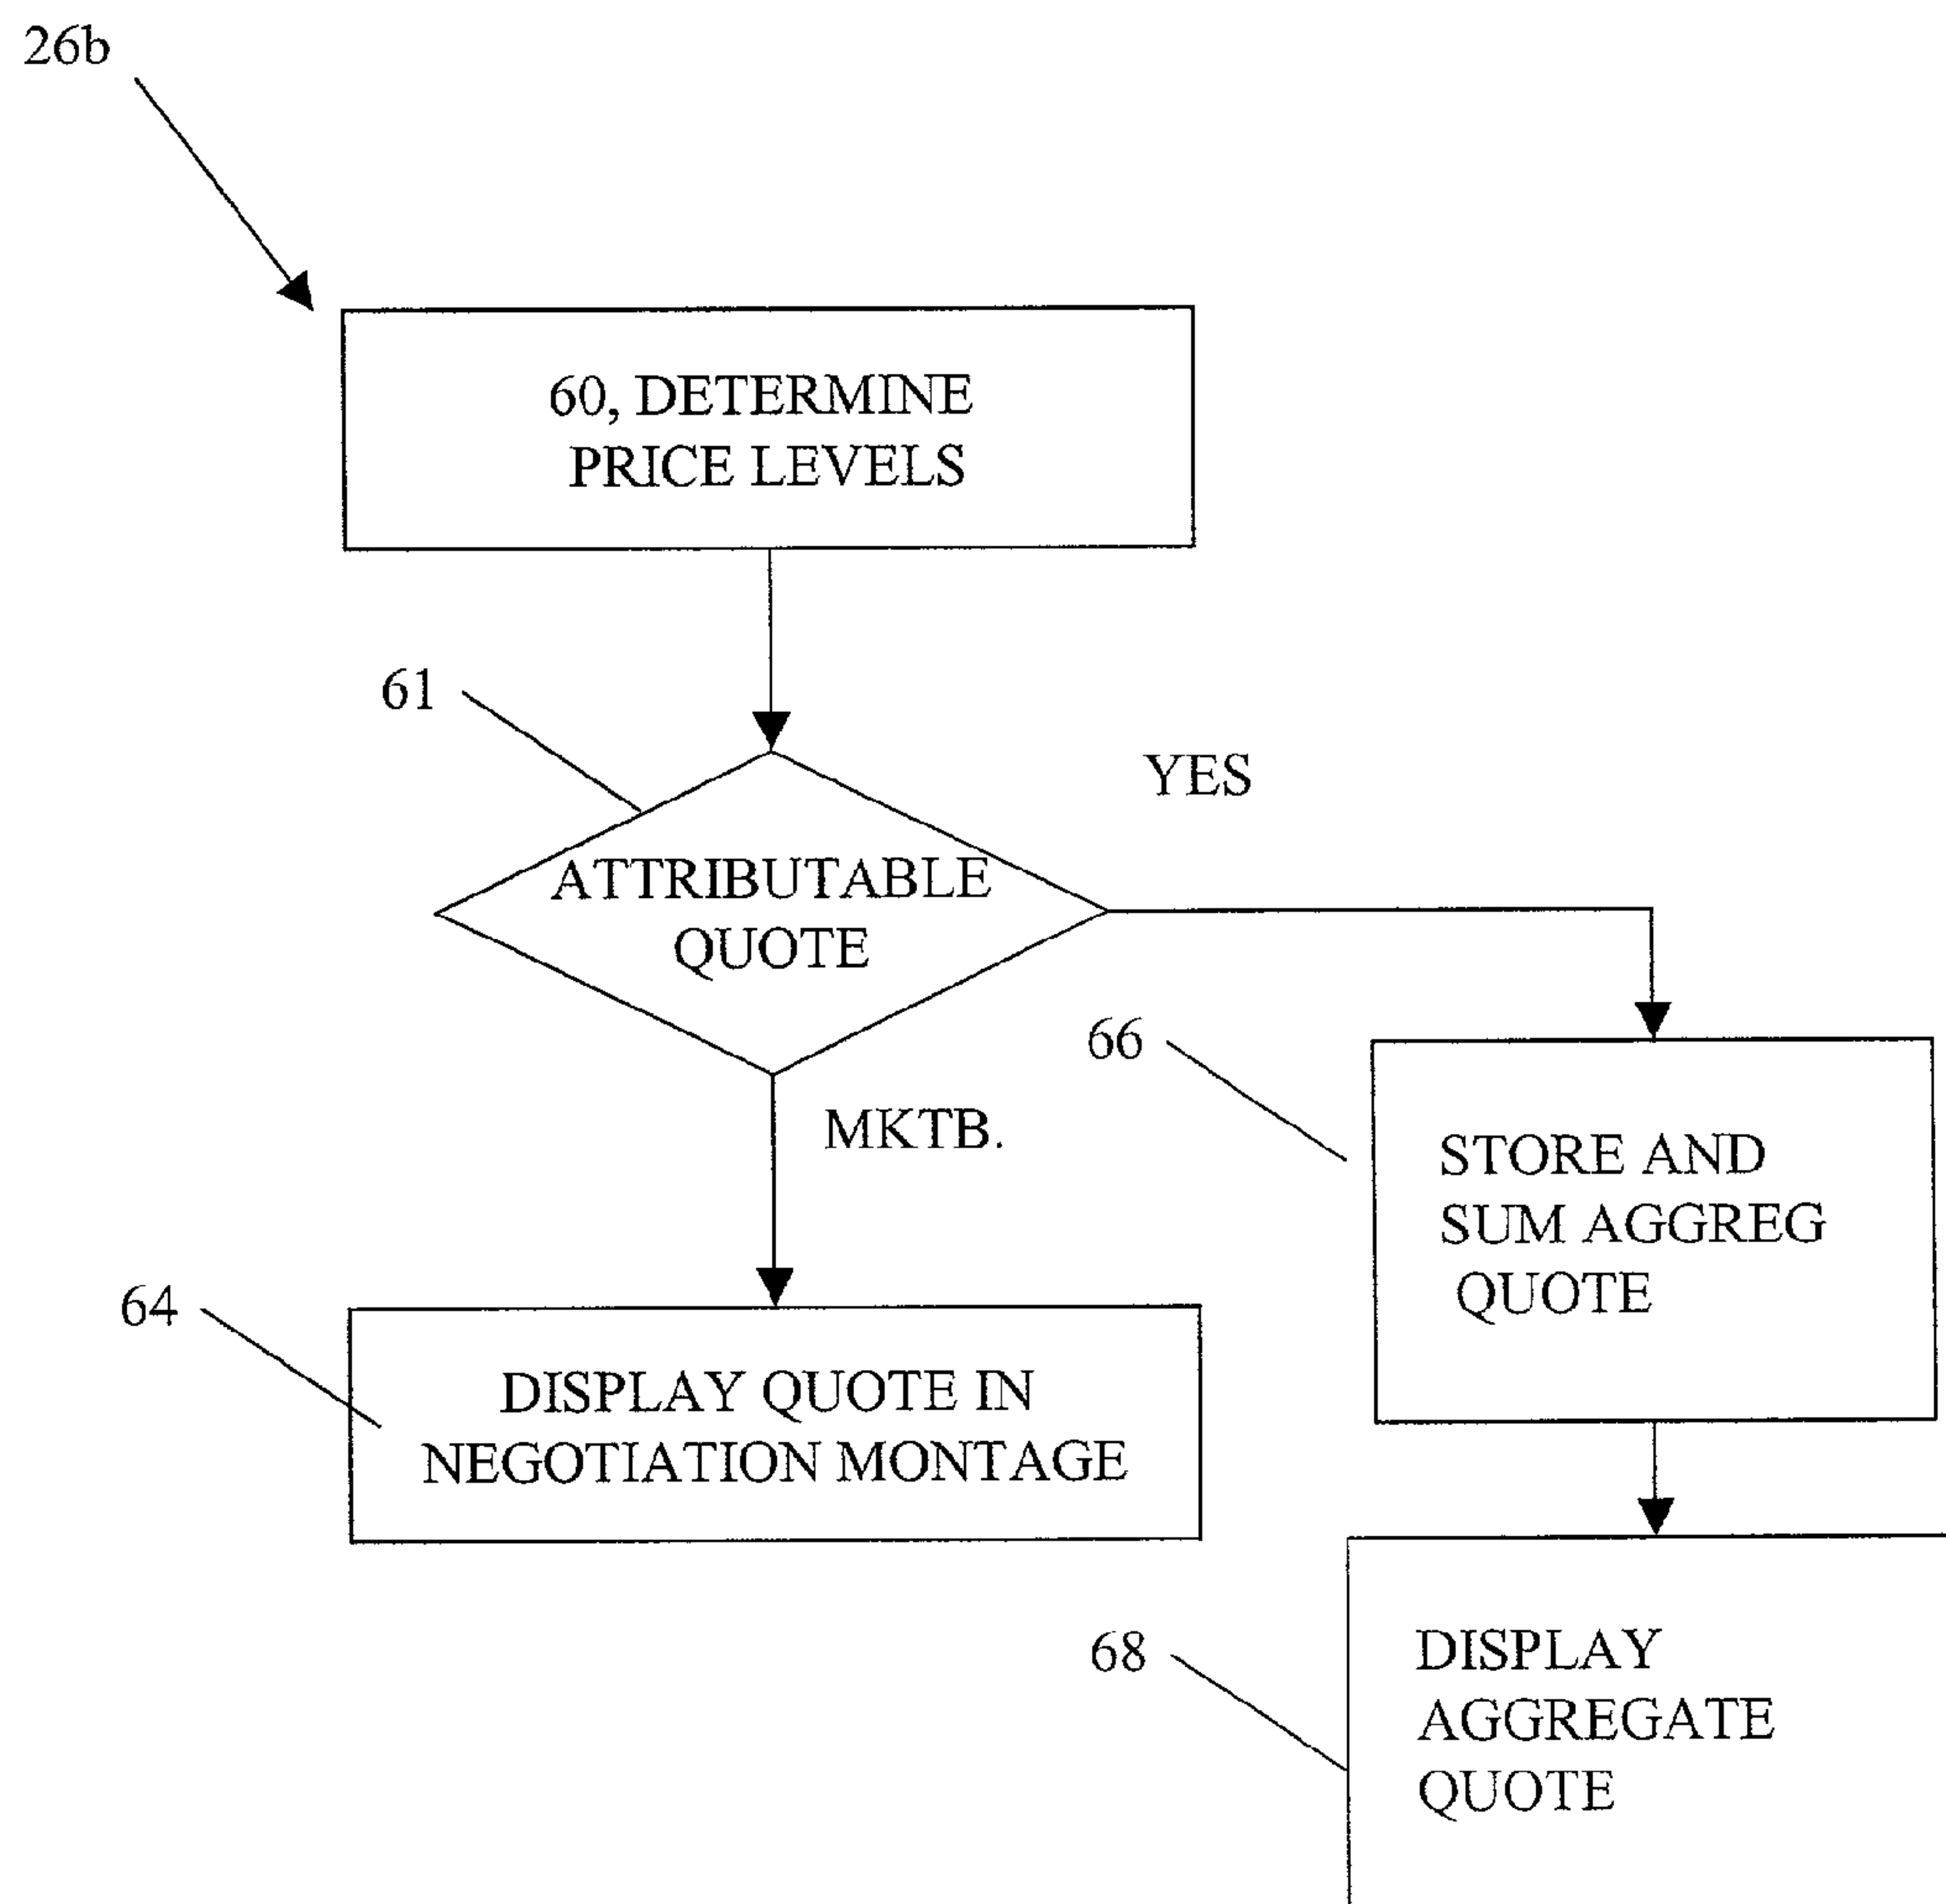 26b
60, DETERMINE
PRICE LEVELS
61
YES
ATTRIBUTABLE
QUOTE
66
MKTB.
STORE AND
SUM AGGREG
QUOTE
64
DISPLAY QUOTE IN
NEGOTIATION MONTAGE
68
DISPLAY
AGGREGATE
QUOTE